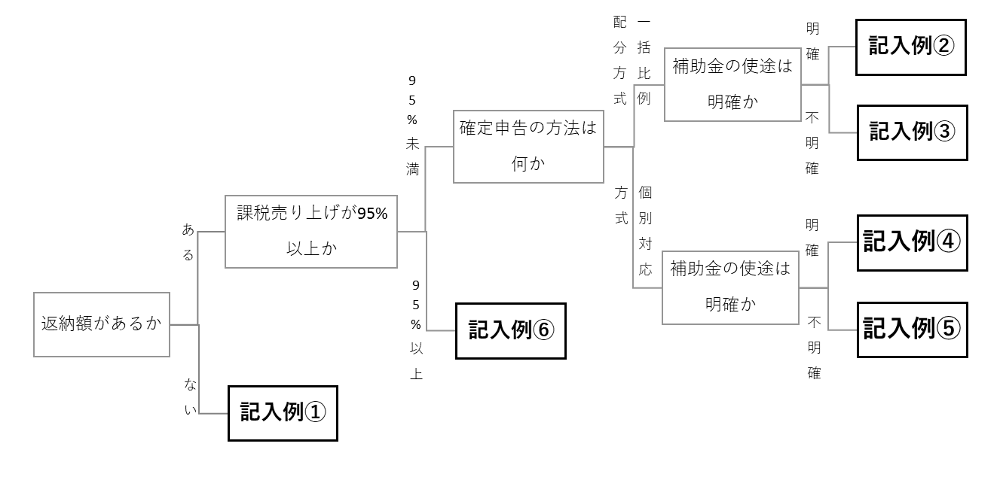 返納額があるか
ある
ない
記入例①
課税売り上げが95%
以上か
95%未満
95%以上
記入例⑥
確定申告の方法は
何か
一括比例
配分方式
個別対応
方式
補助金の使途は
明確か
明確
不明確
記入例②
記入例③
補助金の使途は
明確か
明確
不明確
記入例④
記入例⑤